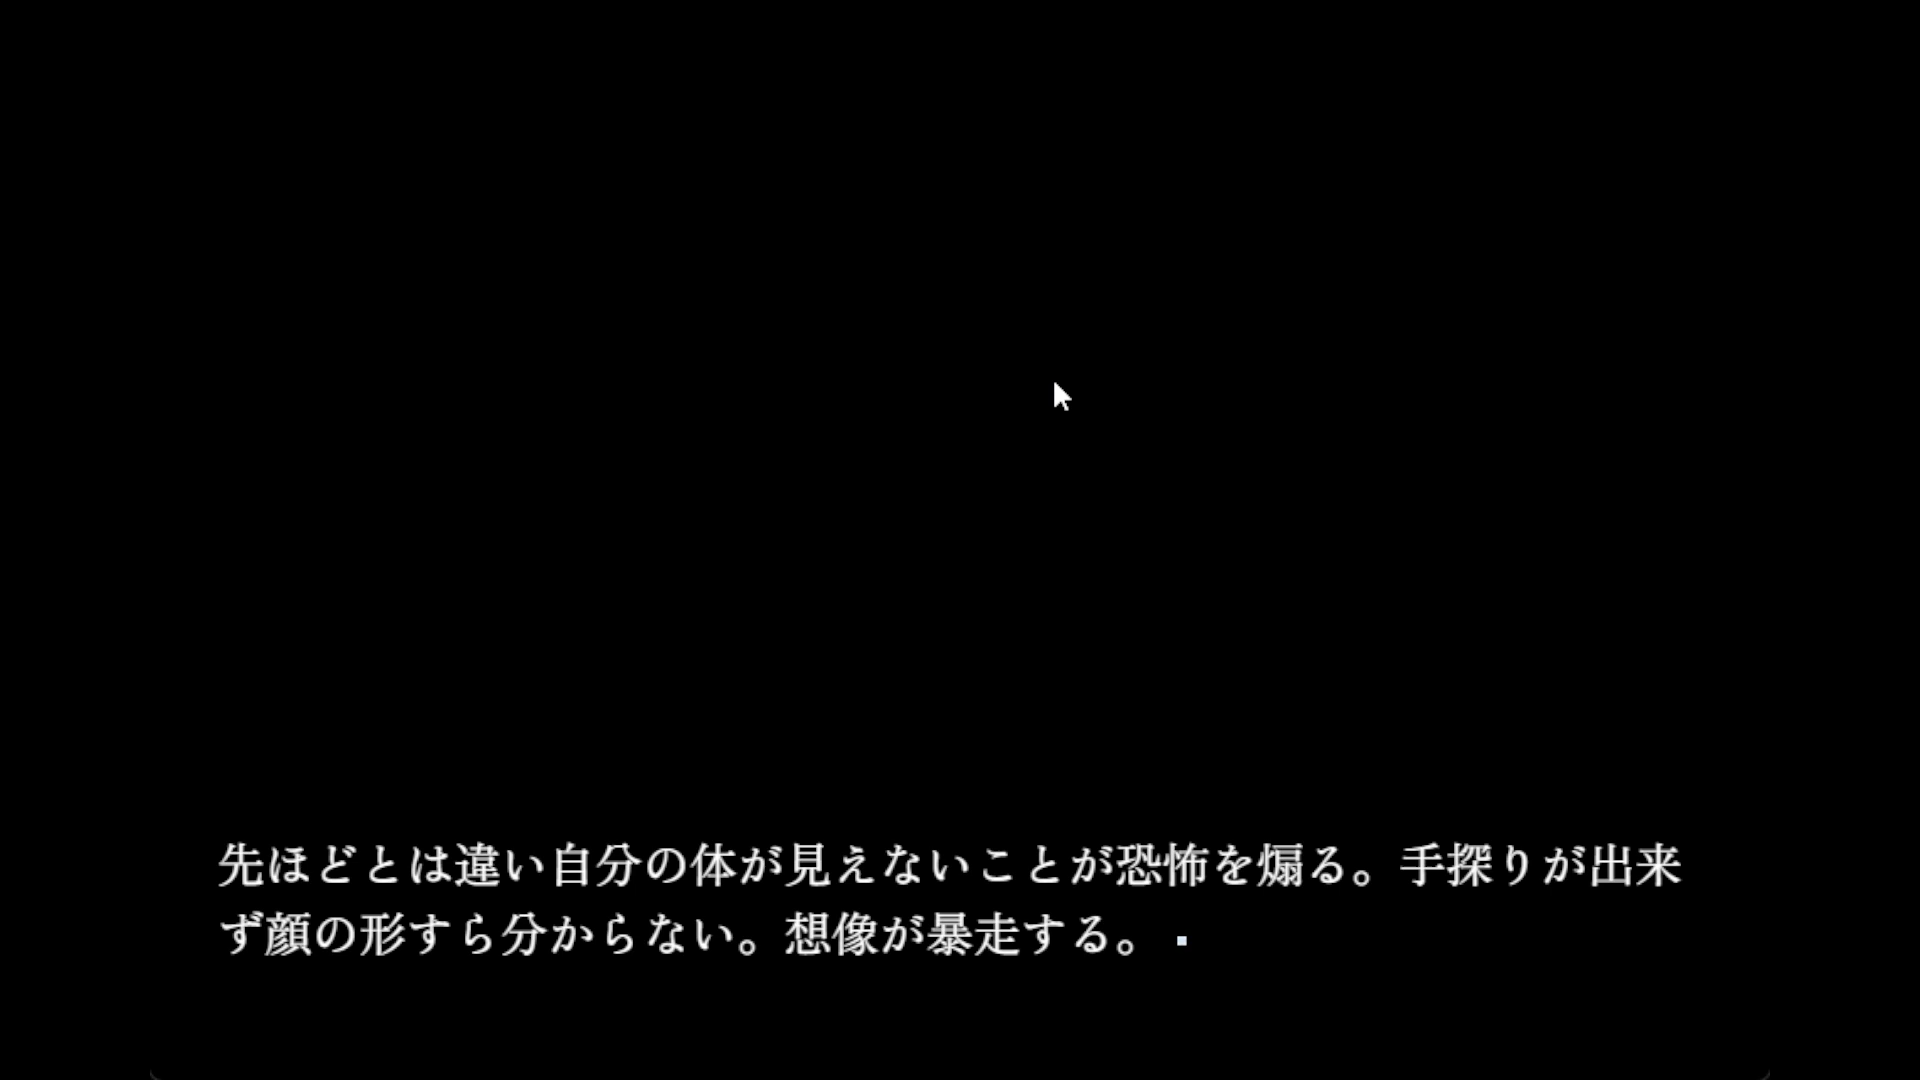 先ほどとは違い自分の体が見えないことが恐怖を煽る。手探りが出来
ず顔の形すら分からない。想像が暴走する。